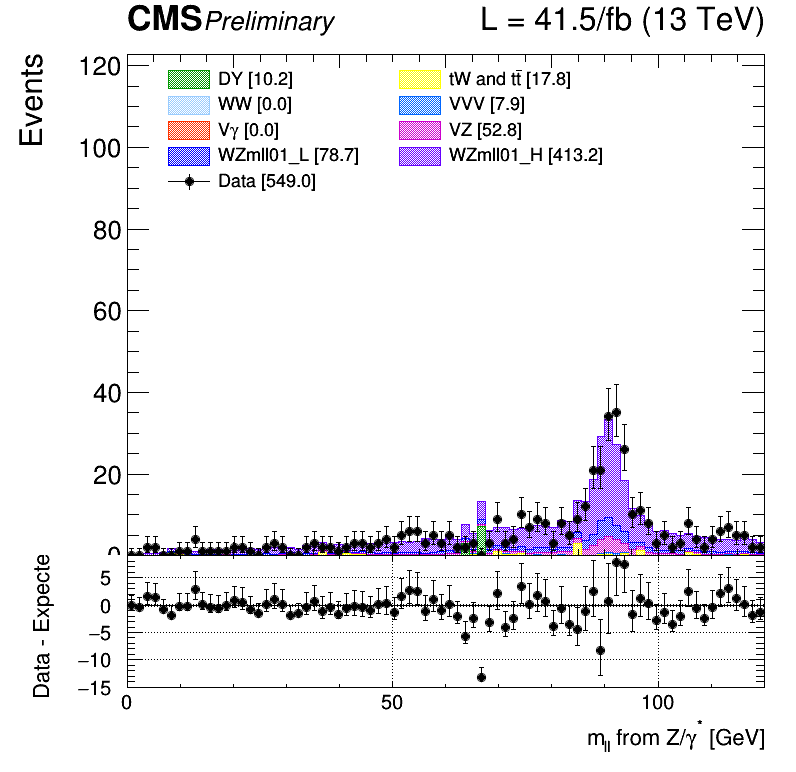 CMS Preliminary L = 41.5/fb (13 TeV)
Events
120
100
80
60
40
20
0
DY [10.2]
tW and tt̄ [17.8]
WW [0.0]
VVV [7.9]
Vγ [0.0]
VZ [52.8]
WZmll01_L [78.7]
WZmll01_H [413.2]
Data [549.0]
Data - Expecte
5
0
−5
−10
−15
0 50 100
m_ll from Z/γ* [GeV]